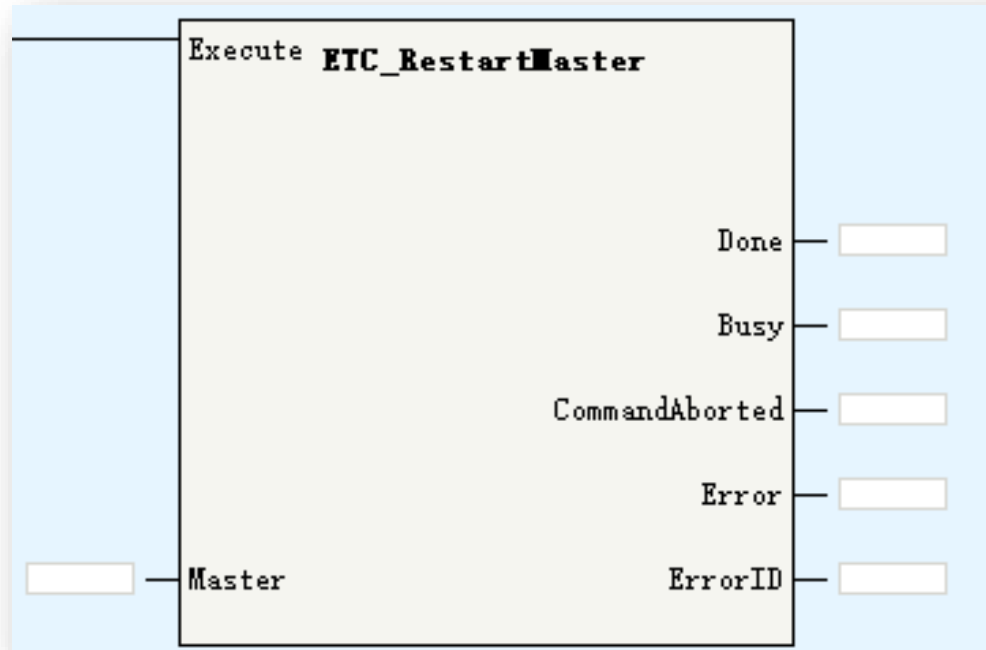 Execute ETC_RestartMaster
Done
Busy
CommandAborted
Error
Master ErrorID